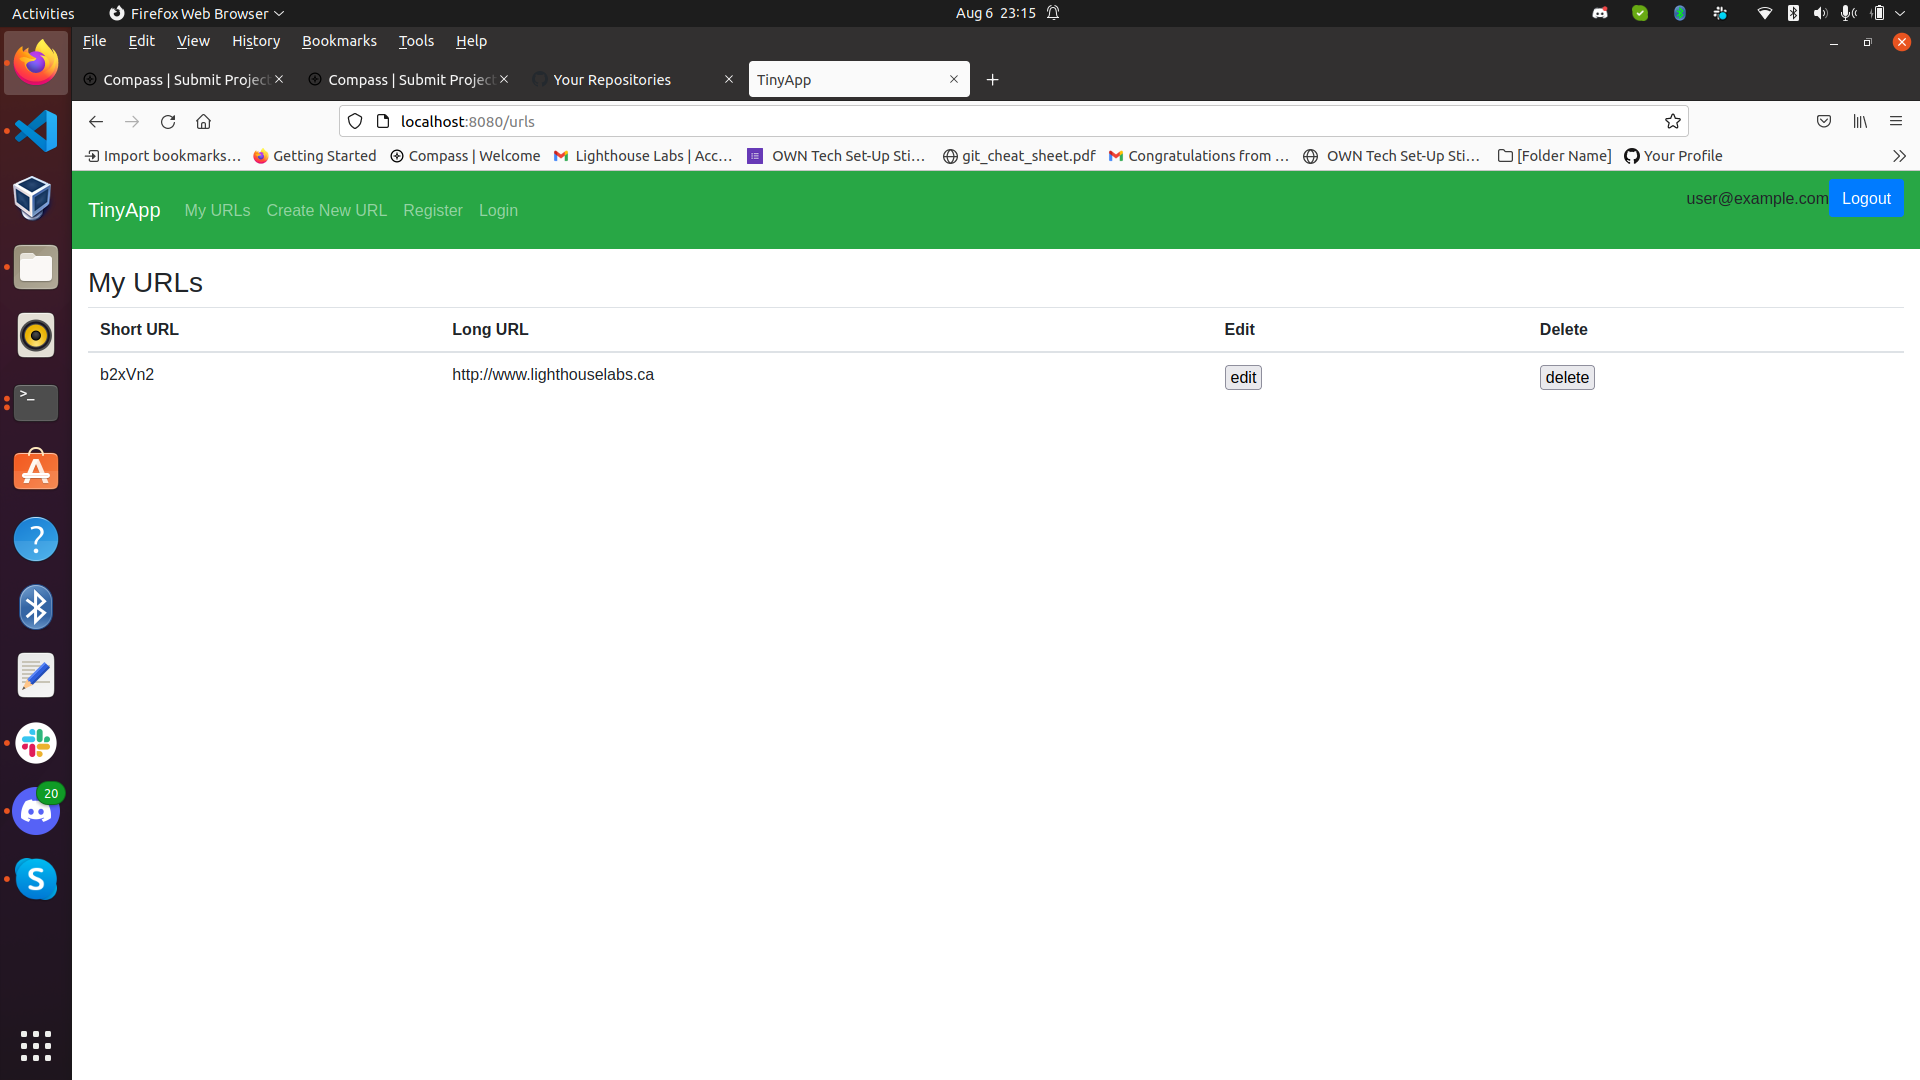 Activities Firefox Web Browser Aug 6 23:15
File Edit View History Bookmarks Tools Help
Compass | Submit Project Compass | Submit Project Your Repositories TinyApp
localhost:8080/urls
Import bookmarks… Getting Started Compass | Welcome Lighthouse Labs | Acc… OWN Tech Set-Up Sti… git_cheat_sheet.pdf Congratulations from … OWN Tech Set-Up Sti… [Folder Name] Your Profile
TinyApp My URLs Create New URL Register Login user@example.com Logout
My URLs
Short URL Long URL Edit Delete
b2xVn2 http://www.lighthouselabs.ca edit delete
20